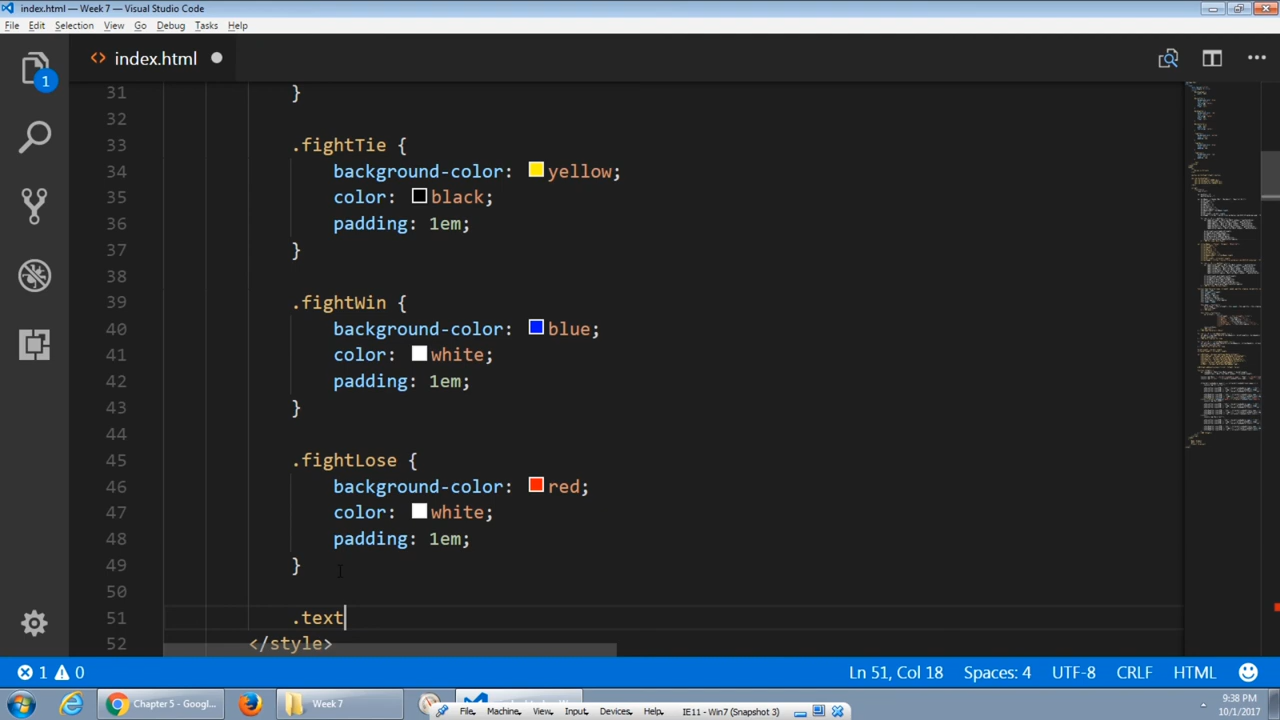 index.html — Week 7 — Visual Studio Code
File Edit Selection View Go Debug Tasks Help
1
<> index.html
31 }
32
33 .fightTie {
34 background-color: yellow;
35 color: black;
36 padding: 1em;
37 }
38
39 .fightWin {
40 background-color: blue;
41 color: white;
42 padding: 1em;
43 }
44
45 .fightLose {
46 background-color: red;
47 color: white;
48 padding: 1em;
49 }
50
51 .text
52 </style>
1 0 Ln 51, Col 18 Spaces: 4 UTF-8 CRLF HTML
Chapter 5 - Googl... Week 7
File, Machine, View, Input, Devices, Help, IE11 - Win7 (Snapshot 3)
9:38 PM
10/1/2017